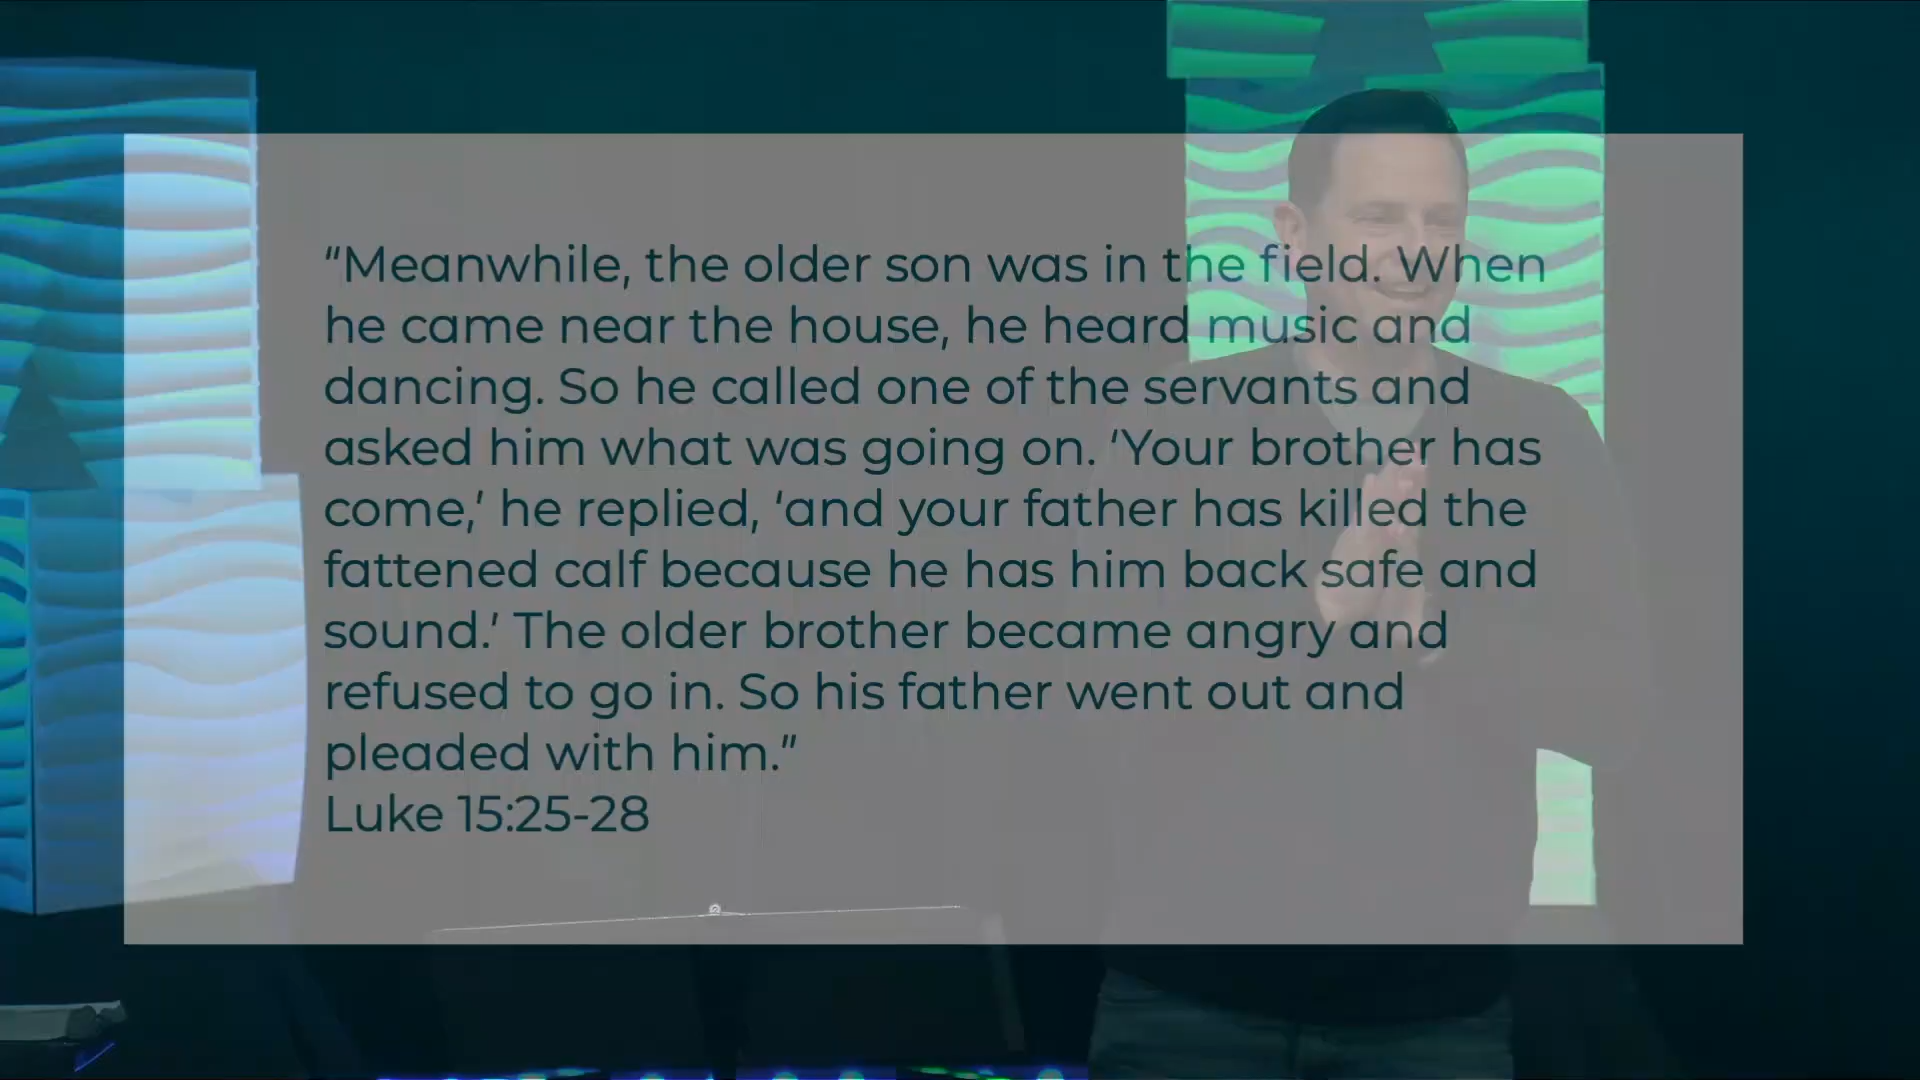 “Meanwhile, the older son was in the field. When
he came near the house, he heard music and
dancing. So he called one of the servants and
asked him what was going on. ‘Your brother has
come,’ he replied, ‘and your father has killed the
fattened calf because he has him back safe and
sound.’ The older brother became angry and
refused to go in. So his father went out and
pleaded with him.”
Luke 15:25-28